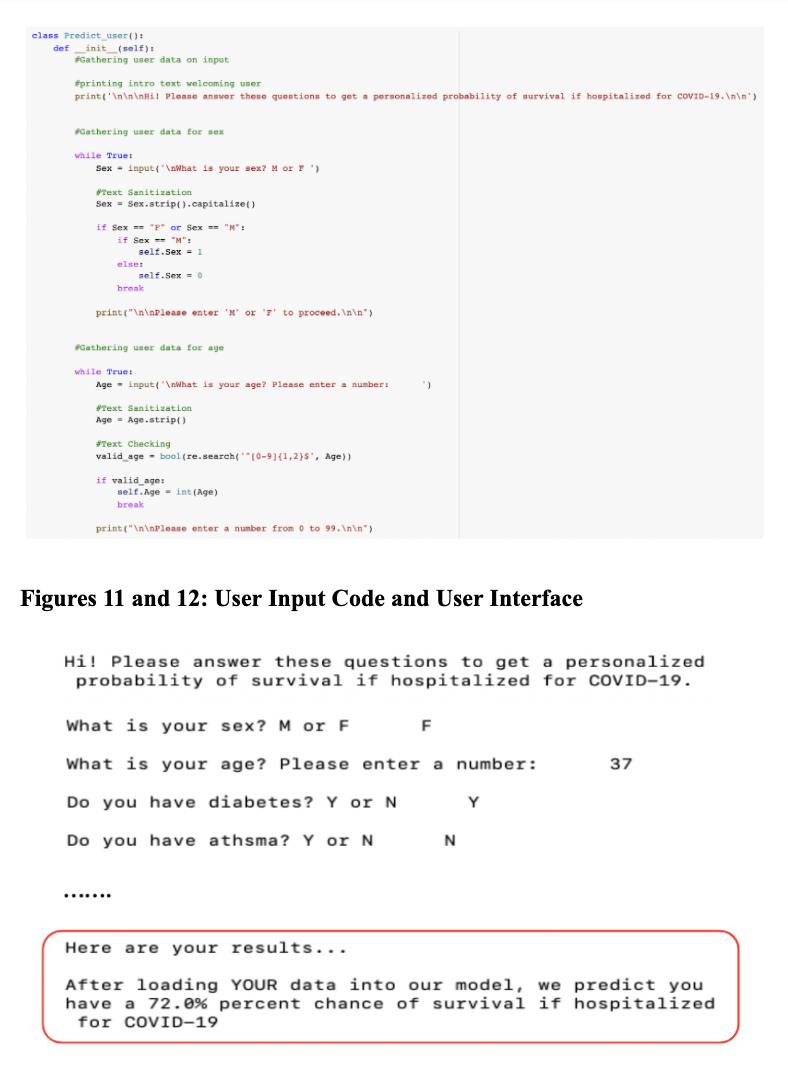 class Predict_user():
def __init__(self):
#Gathering user data on input
#printing intro text welcoming user
print('\n\n\nHi! Please answer these questions to get a personalized probability of survival if hospitalized for COVID-19.\n\n')
#Gathering user data for sex
while True:
Sex = input('\nWhat is your sex? M or F ')
#Text Sanitization
Sex = Sex.strip().capitalize()
if Sex == "F" or Sex == "M":
if Sex == "M":
self.Sex = 1
else:
self.Sex = 0
break
print("\n\nPlease enter 'M' or 'F' to proceed.\n\n")
#Gathering user data for age
while True:
Age = input('\nWhat is your age? Please enter a number: ')
#Text Sanitization
Age = Age.strip()
#Text Checking
valid_age = bool(re.search('^[0-9]{1,2}$', Age))
if valid_age:
self.Age = int(Age)
break
print("\n\nPlease enter a number from 0 to 99.\n\n")
Figures 11 and 12: User Input Code and User Interface
Hi! Please answer these questions to get a personalized
probability of survival if hospitalized for COVID-19.
What is your sex? M or F F
What is your age? Please enter a number: 37
Do you have diabetes? Y or N Y
Do you have athsma? Y or N N
.......
Here are your results...
After loading YOUR data into our model, we predict you
have a 72.0% percent chance of survival if hospitalized
for COVID-19